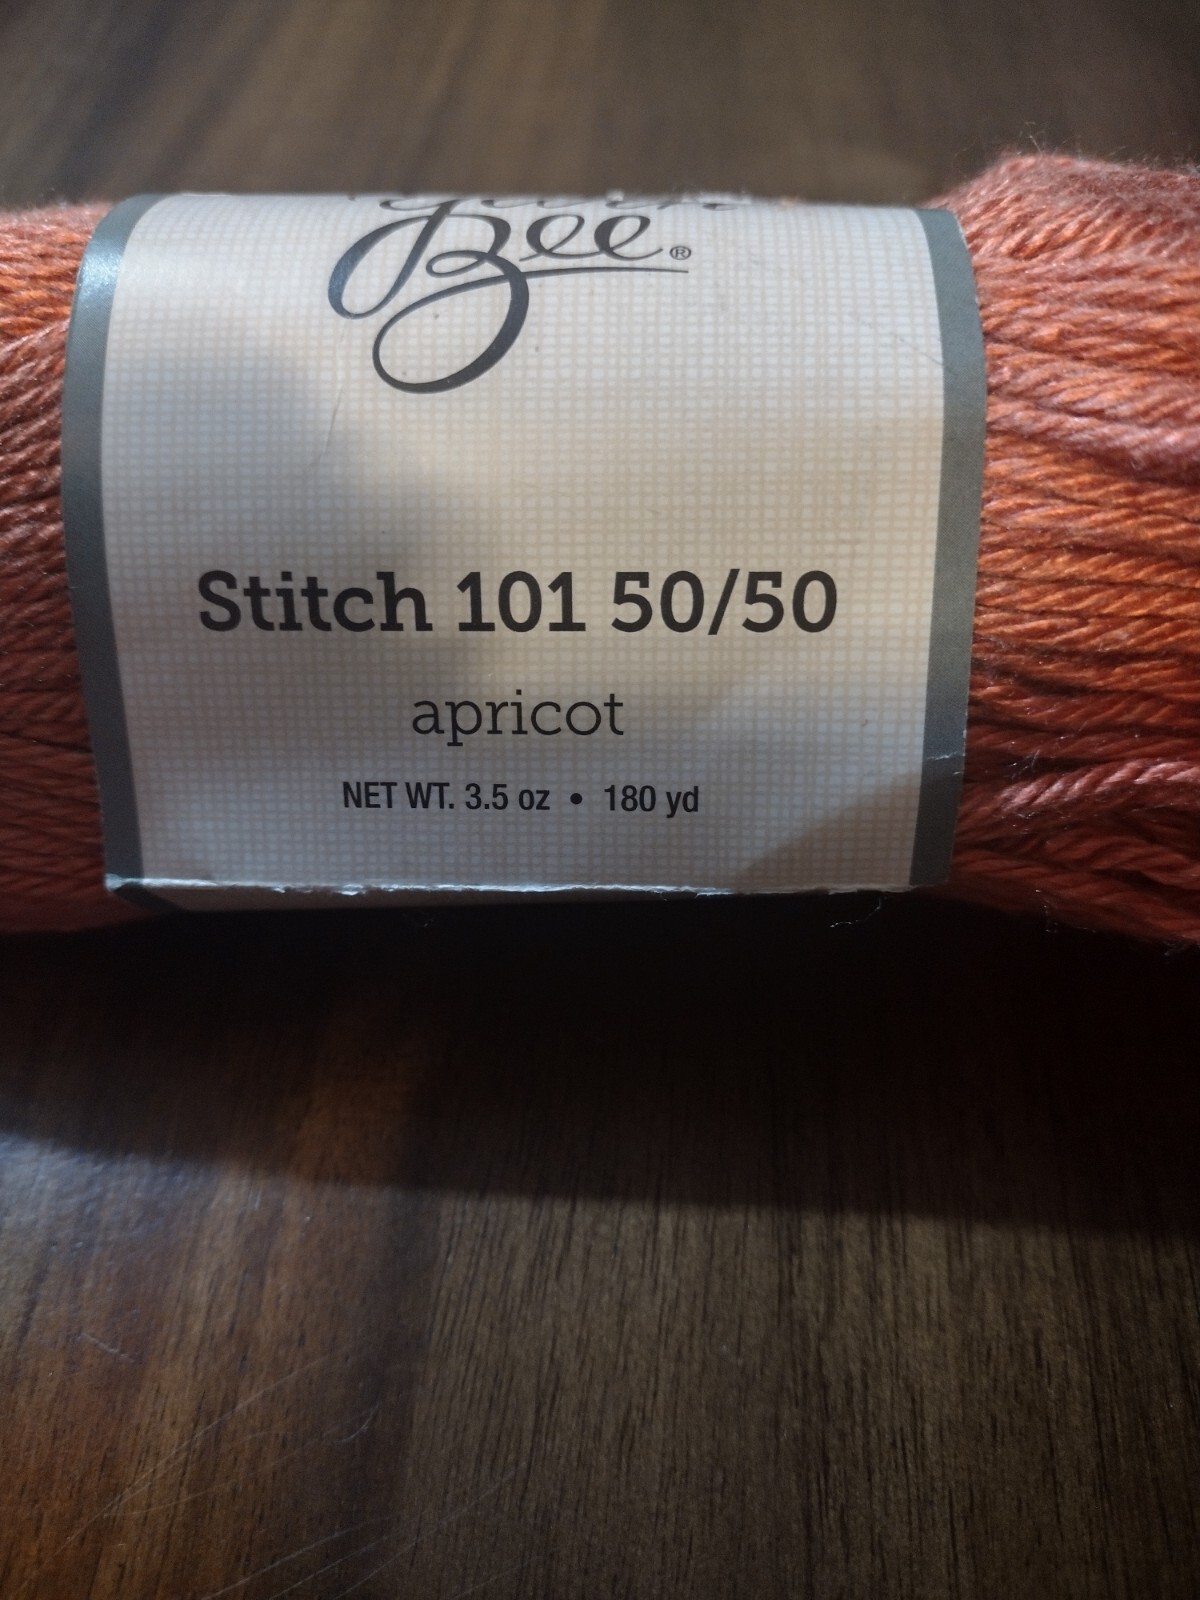 Bee®
Stitch 101 50/50
apricot
NET WT. 3.5 oz • 180 yd